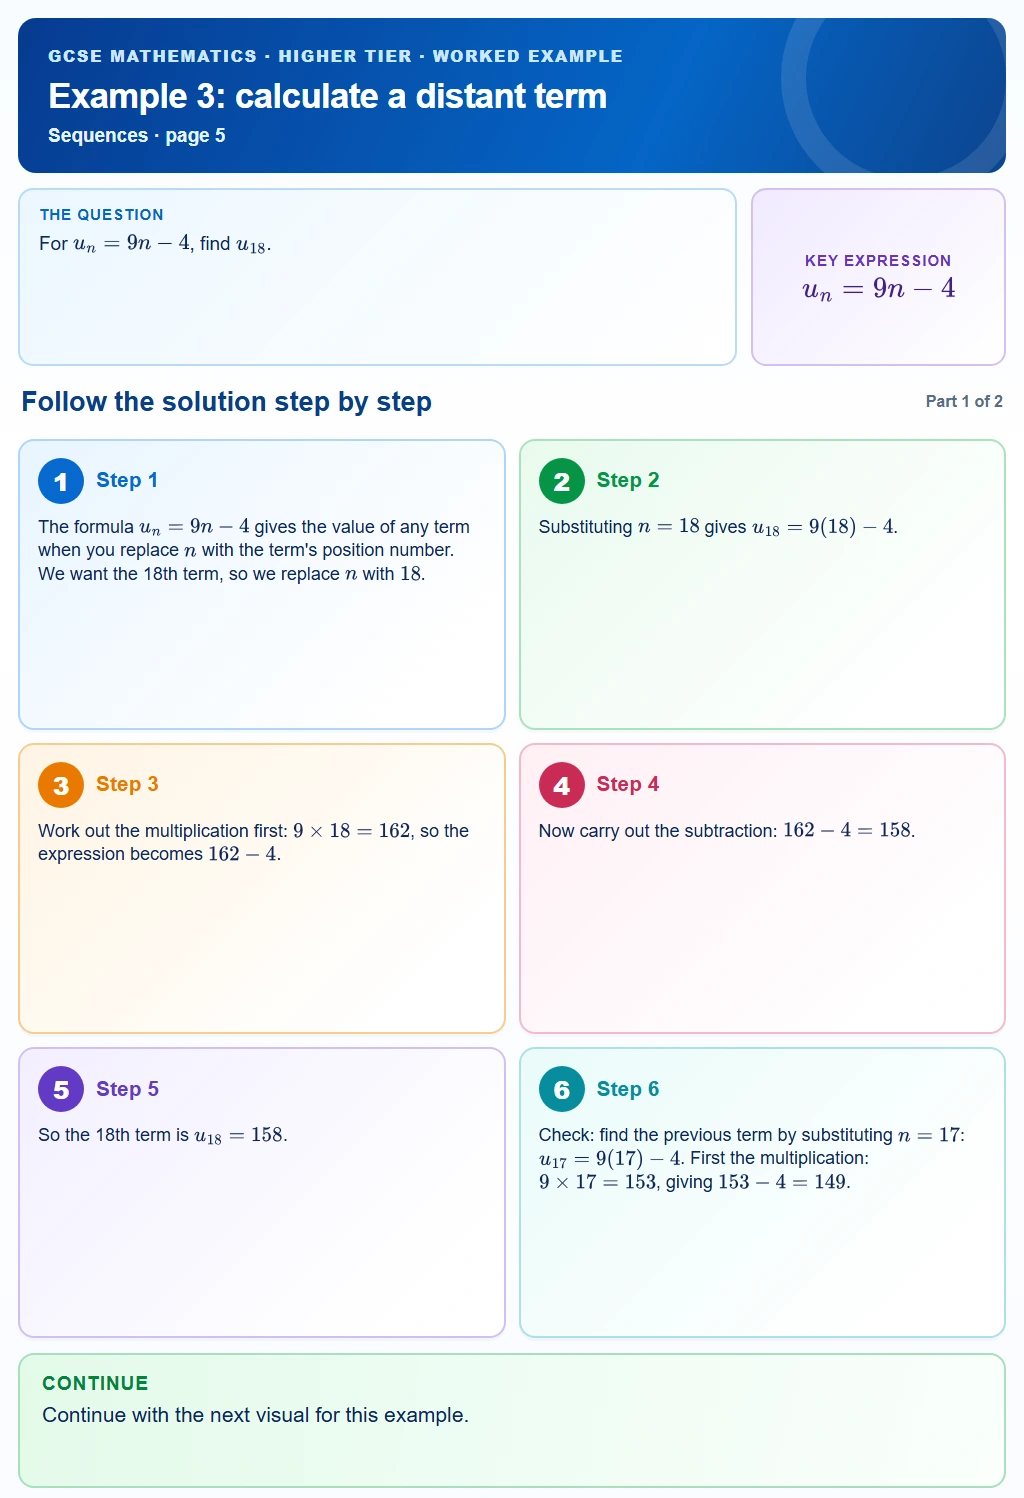 GCSE MATHEMATICS · HIGHER TIER · WORKED EXAMPLE
Example 3: calculate a distant term
Sequences · page 5
THE QUESTION
For uₙ = 9n − 4, find u₁₈.
KEY EXPRESSION
uₙ = 9n − 4
Follow the solution step by step
Part 1 of 2
1 Step 1
The formula uₙ = 9n − 4 gives the value of any term
when you replace n with the term's position number.
We want the 18th term, so we replace n with 18.
2 Step 2
Substituting n = 18 gives u₁₈ = 9(18) − 4.
3 Step 3
Work out the multiplication first: 9 × 18 = 162, so the
expression becomes 162 − 4.
4 Step 4
Now carry out the subtraction: 162 − 4 = 158.
5 Step 5
So the 18th term is u₁₈ = 158.
6 Step 6
Check: find the previous term by substituting n = 17:
u₁₇ = 9(17) − 4. First the multiplication:
9 × 17 = 153, giving 153 − 4 = 149.
CONTINUE
Continue with the next visual for this example.